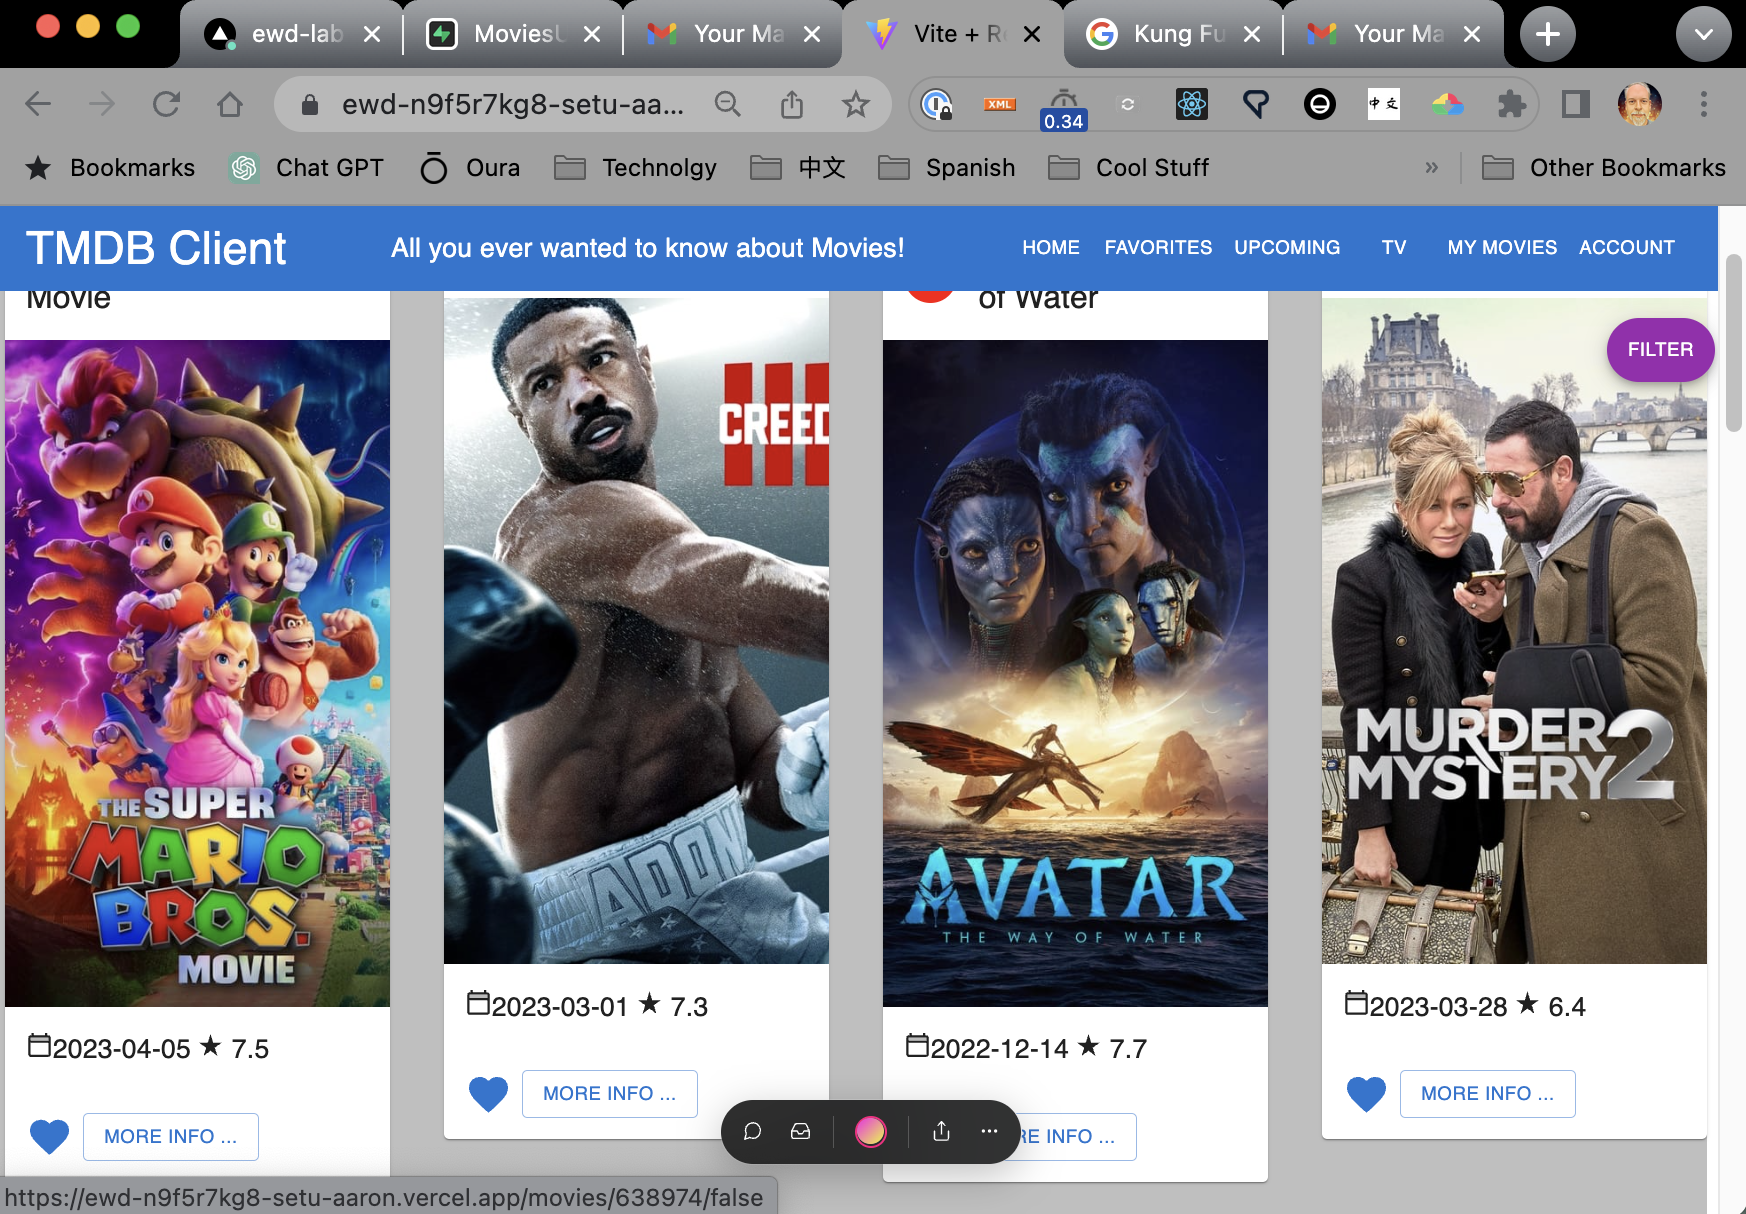 ewd-lab
MoviesU
Your Ma
Vite + Re
Kung Fu
Your Ma
ewd-n9f5r7kg8-setu-aa...
XML
0.34
中文
Bookmarks
Chat GPT
Oura
Technolgy
中文
Spanish
Cool Stuff
»
Other Bookmarks
TMDB Client
All you ever wanted to know about Movies!
HOME
FAVORITES
UPCOMING
TV
MY MOVIES
ACCOUNT
Movie
of Water
FILTER
THE SUPER
MARIO
BROS.
MOVIE
CREED
III
ADON
AVATAR
THE WAY OF WATER
MURDER
MYSTERY 2
2023-04-05 ★ 7.5
MORE INFO ...
2023-03-01 ★ 7.3
MORE INFO ...
2022-12-14 ★ 7.7
RE INFO ...
2023-03-28 ★ 6.4
MORE INFO ...
https://ewd-n9f5r7kg8-setu-aaron.vercel.app/movies/638974/false